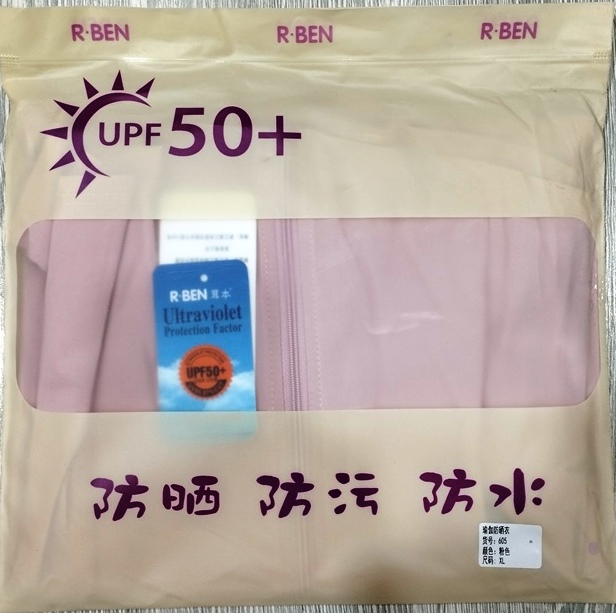 R·BEN R·BEN R·BEN
UPF 50+
R·BEN 耳本
Ultraviolet
Protection Factor
UPF50+
防晒 防污 防水
瑜伽防晒衣
货号：605
颜色：粉色
尺码：XL